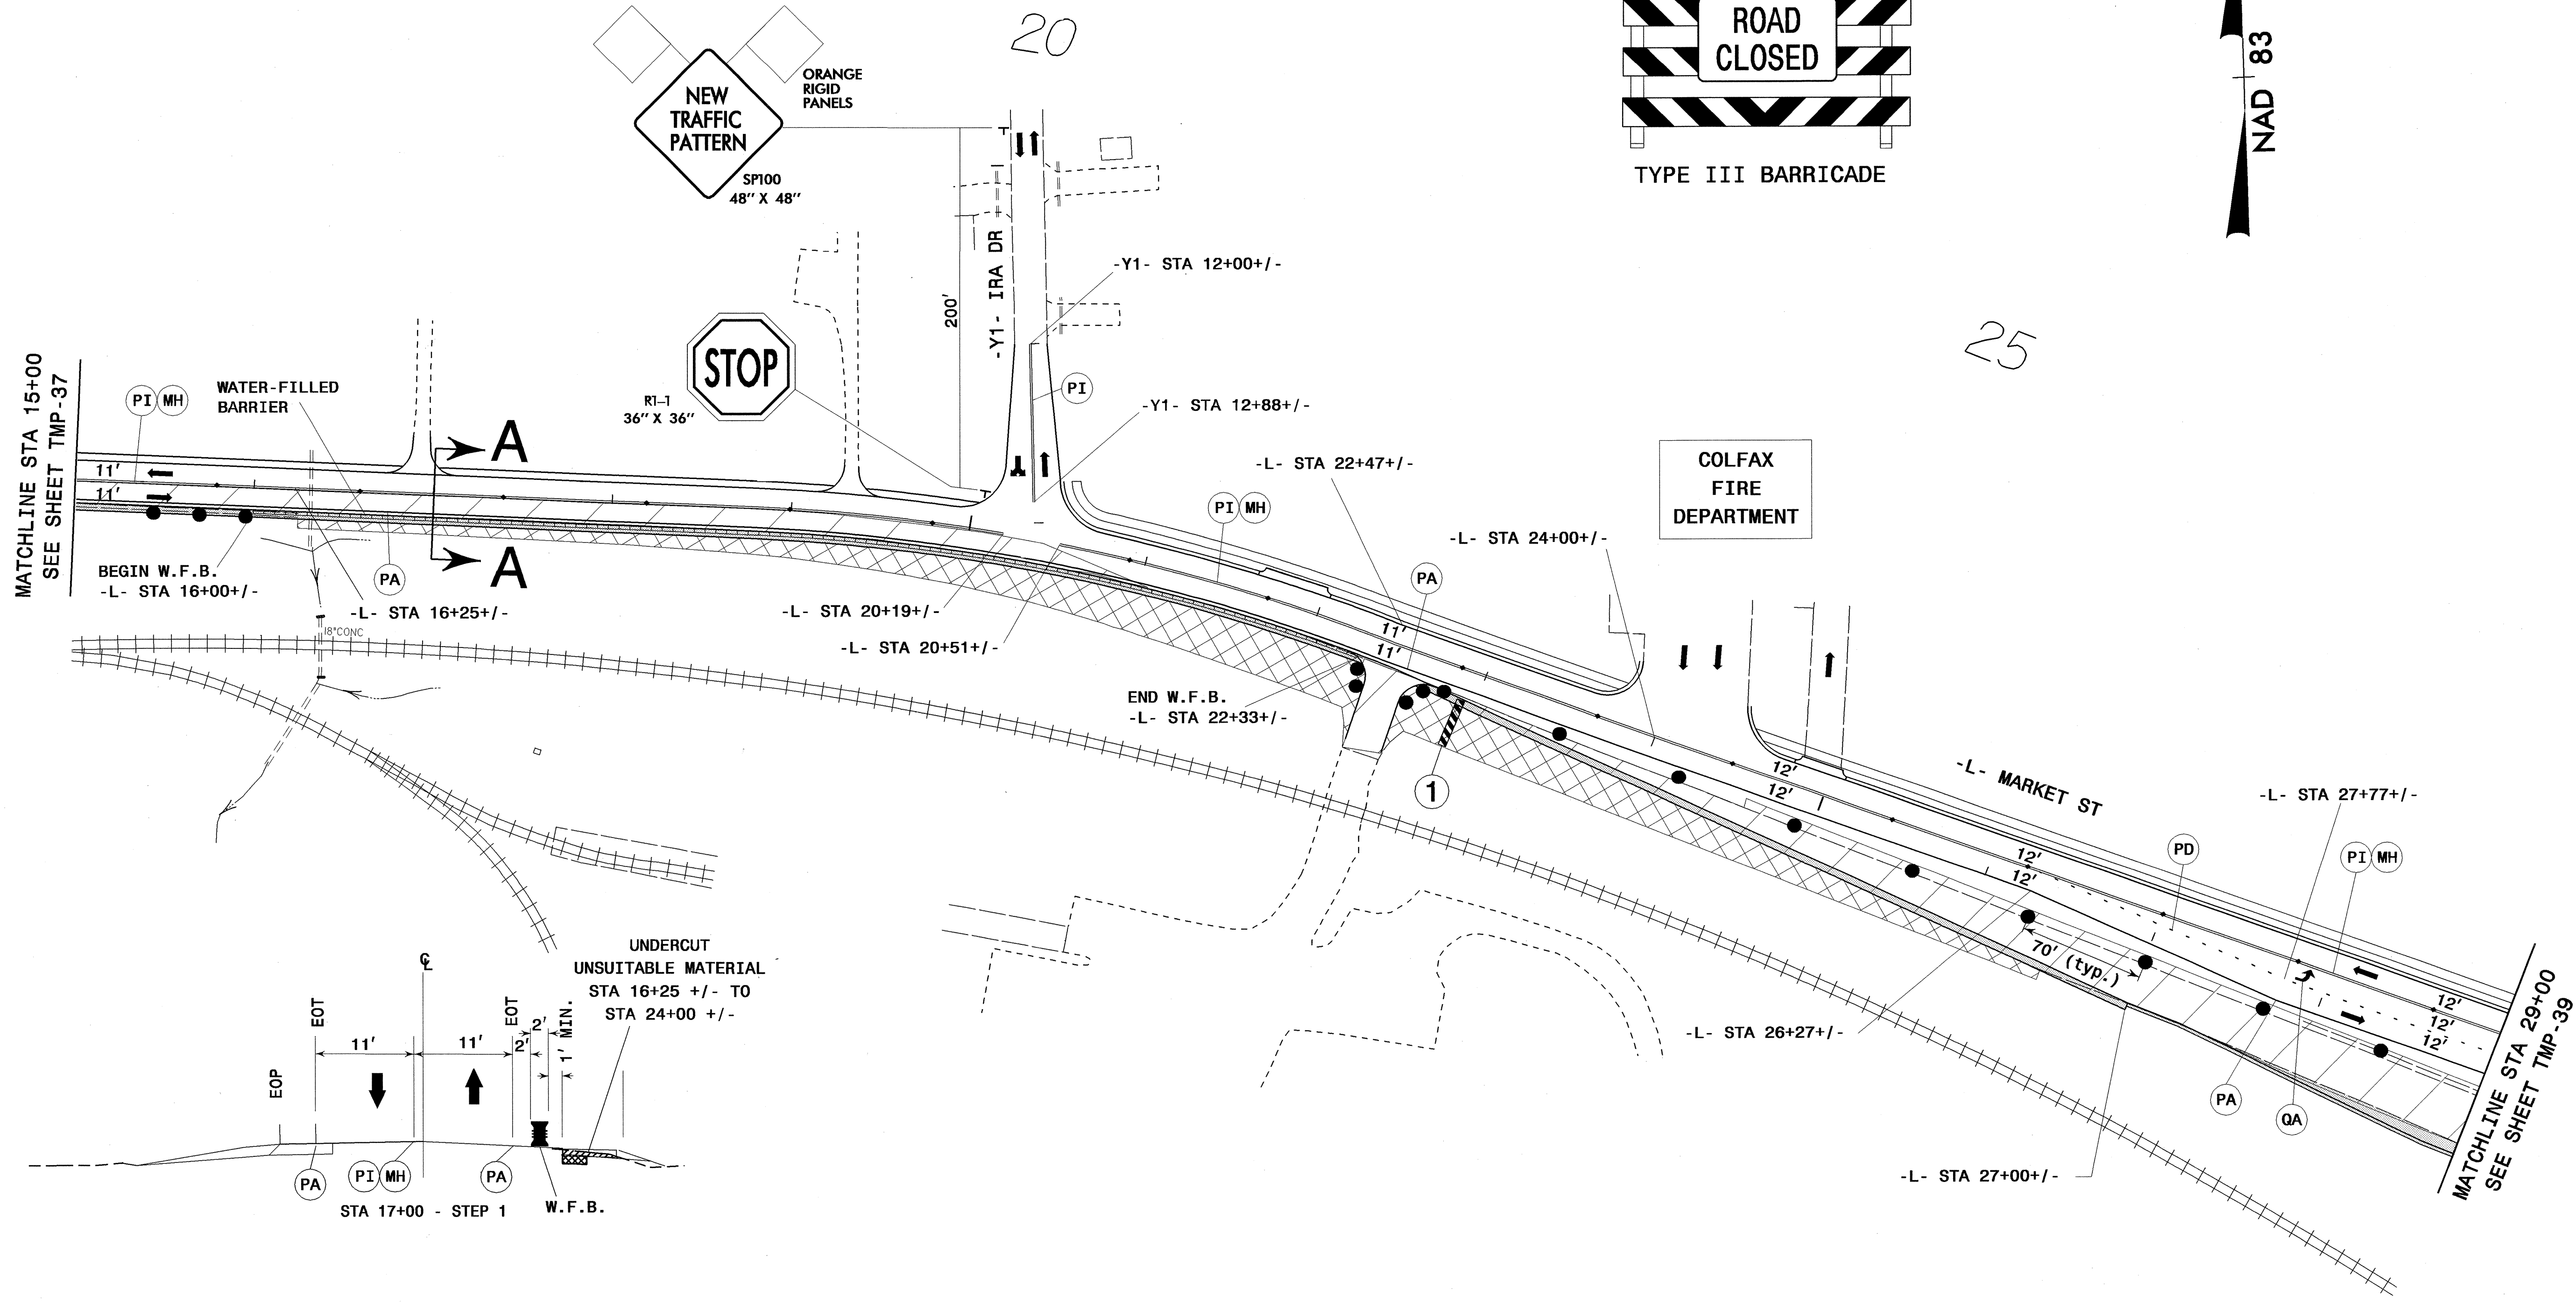 20
ROAD
CLOSED
TYPE III BARRICADE
NAD 83
NEW
TRAFFIC
PATTERN
ORANGE
RIGID
PANELS
SP100
48" X 48"
200'
-Y1- IRA DR
-Y1- STA 12+00+/-
25
STOP
R1-1
36" X 36"
PI
-Y1- STA 12+88+/-
MATCHLINE STA 15+00
SEE SHEET TMP-37
PI MH
WATER-FILLED
BARRIER
A
11'
11'
A
PA
BEGIN W.F.B.
-L- STA 16+00+/-
-L- STA 16+25+/-
18"CONC
-L- STA 20+19+/-
-L- STA 20+51+/-
-L- STA 22+47+/-
PI MH
-L- STA 24+00+/-
PA
COLFAX
FIRE
DEPARTMENT
11'
11'
END W.F.B.
-L- STA 22+33+/-
1
12'
12'
-L- MARKET ST
-L- STA 27+77+/-
12'
12'
PD
PI MH
70' (typ.)
12'
12'
12'
-L- STA 26+27+/-
PA
QA
-L- STA 27+00+/-
MATCHLINE STA 29+00
SEE SHEET TMP-39
UNDERCUT
UNSUITABLE MATERIAL
STA 16+25 +/- TO
STA 24+00 +/-
CL
EOT
EOT
2'
1' MIN.
11'
11'
2'
EOP
PA
PI MH
PA
W.F.B.
STA 17+00 - STEP 1